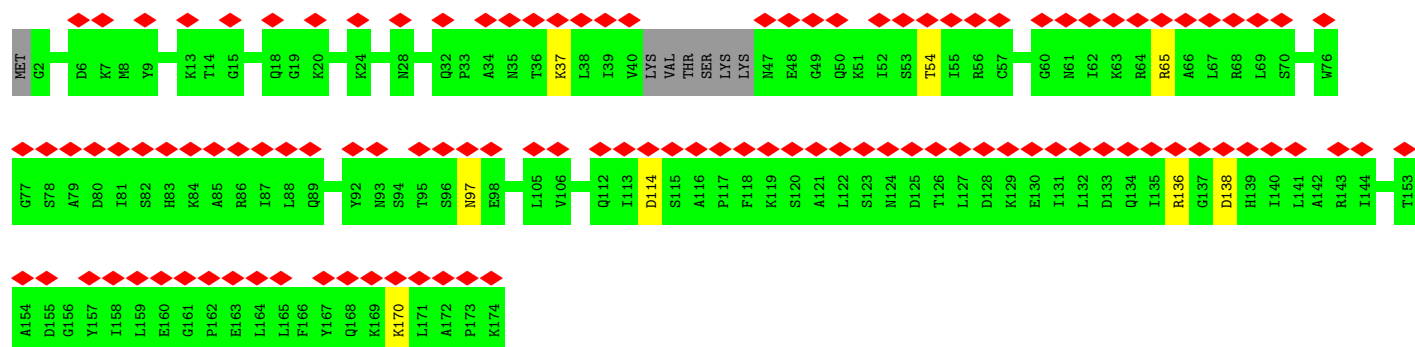 MET G2 D6 K7 M8 Y9 K13 T14 G15 Q18 G19 K20 K24 N28 Q32 P33 A34 N35 T36 K37 L38 I39 V40 LYS VAL THR SER LYS LYS N47 E48 G49 Q50 K51 I52 S53 T54 I55 R56 C57 G60 N61 I62 K63 R64 R65 A66 L67 R68 L69 S70 W76
G77 S78 A79 D80 I81 S82 H83 K84 A85 R86 I87 L88 Q89 Y92 N93 S94 T95 S96 N97 E98 L105 V106 Q112 I113 D114 S115 A116 P117 F118 K119 S120 A121 L122 S123 N124 D125 T126 L127 D128 K129 E130 I131 L132 D133 Q134 I135 R136 G137 D138 H139 I140 L141 A142 R143 I144 T153
A154 D155 G156 Y157 I158 L159 E160 G161 P162 E163 L164 L165 F166 Y167 Q168 K169 K170 L171 A172 P173 K174